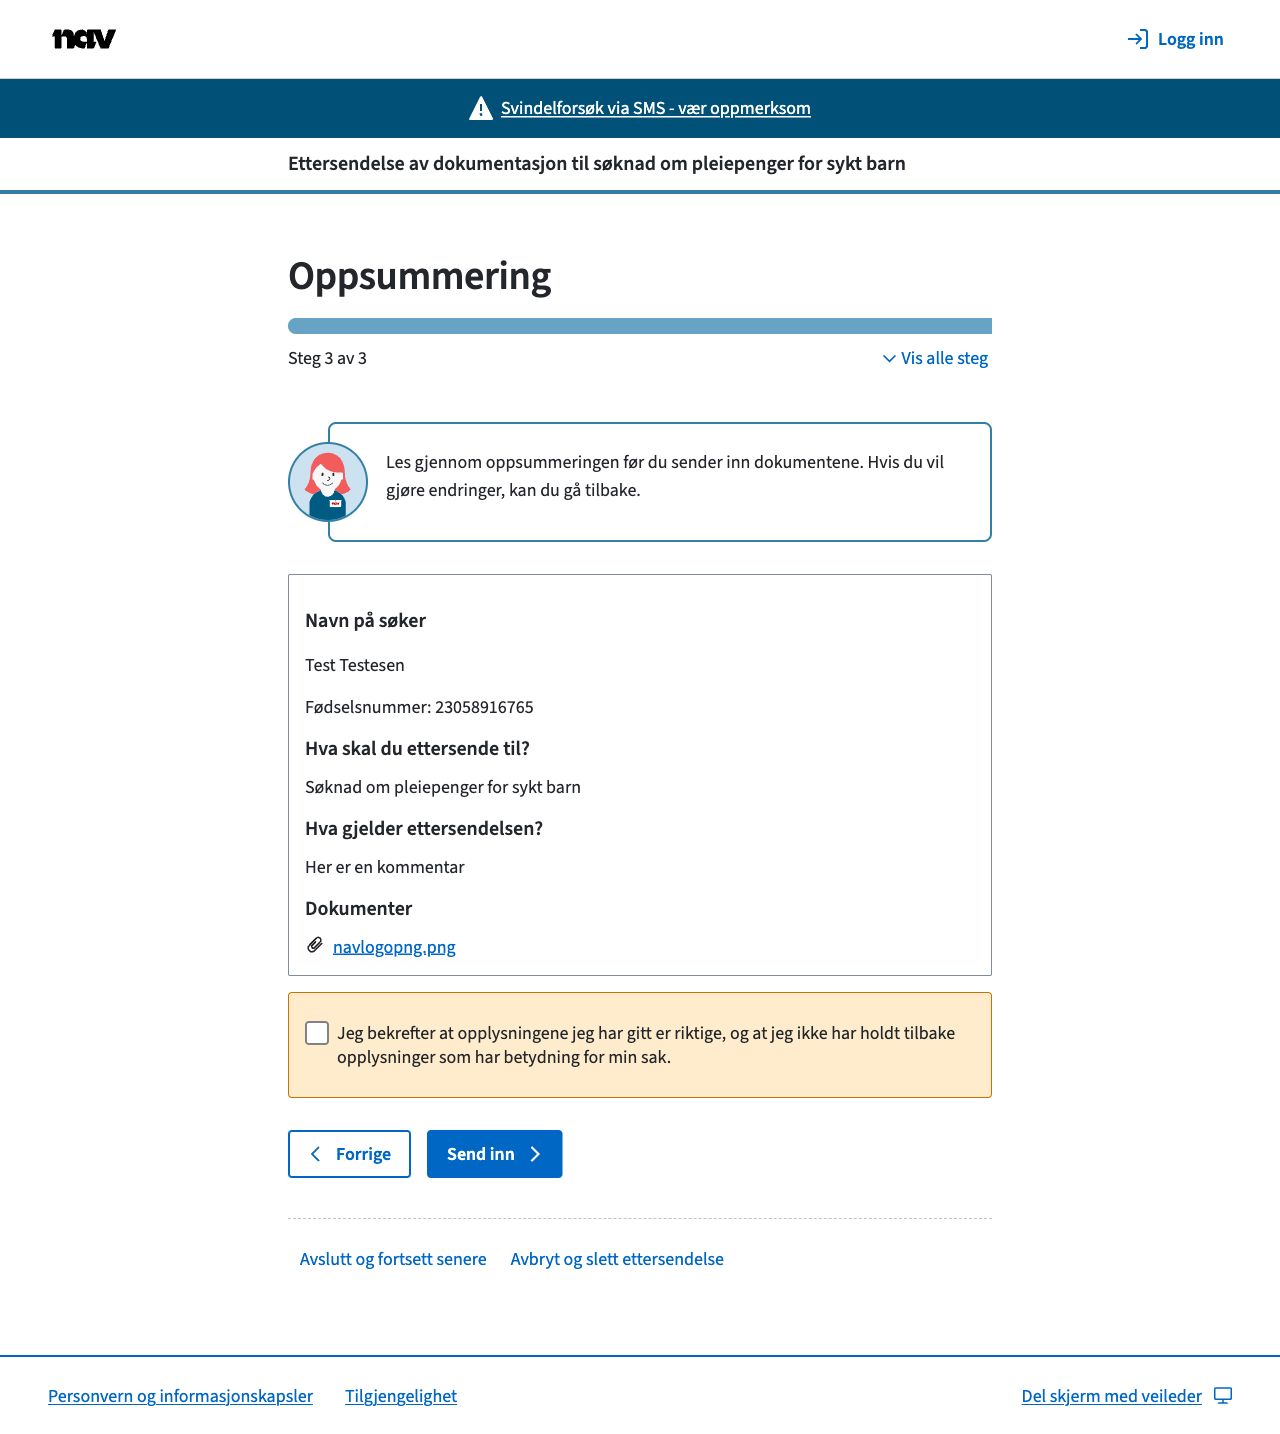 nav
Logg inn
Svindelforsøk via SMS - vær oppmerksom
Ettersendelse av dokumentasjon til søknad om pleiepenger for sykt barn
Oppsummering
Steg 3 av 3
Vis alle steg
Les gjennom oppsummeringen før du sender inn dokumentene. Hvis du vil
gjøre endringer, kan du gå tilbake.
nav
Navn på søker
Test Testesen
Fødselsnummer: 23058916765
Hva skal du ettersende til?
Søknad om pleiepenger for sykt barn
Hva gjelder ettersendelsen?
Her er en kommentar
Dokumenter
navlogopng.png
Jeg bekrefter at opplysningene jeg har gitt er riktige, og at jeg ikke har holdt tilbake
opplysninger som har betydning for min sak.
Forrige
Send inn
Avslutt og fortsett senere
Avbryt og slett ettersendelse
Personvern og informasjonskapsler
Tilgjengelighet
Del skjerm med veileder